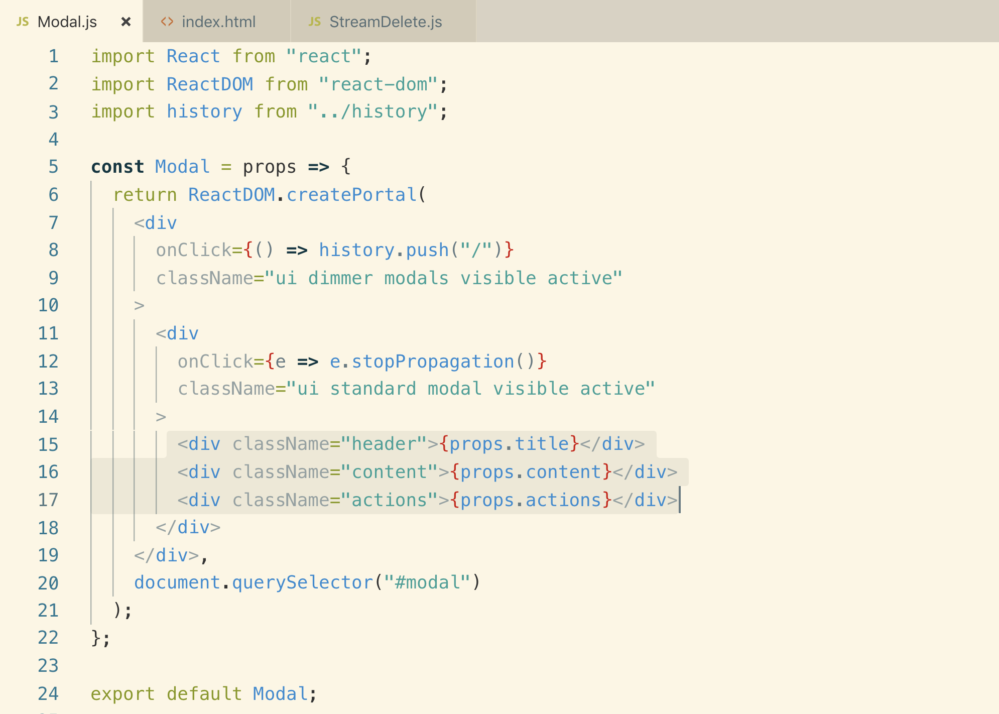 JS Modal.js × <> index.html JS StreamDelete.js
1 import React from "react";
2 import ReactDOM from "react-dom";
3 import history from "../history";
4
5 const Modal = props => {
6 return ReactDOM.createPortal(
7 <div
8 onClick={() => history.push("/")}
9 className="ui dimmer modals visible active"
10 >
11 <div
12 onClick={e => e.stopPropagation()}
13 className="ui standard modal visible active"
14 >
15 <div className="header">{props.title}</div>
16 <div className="content">{props.content}</div>
17 <div className="actions">{props.actions}</div>
18 </div>
19 </div>,
20 document.querySelector("#modal")
21 );
22 };
23
24 export default Modal;